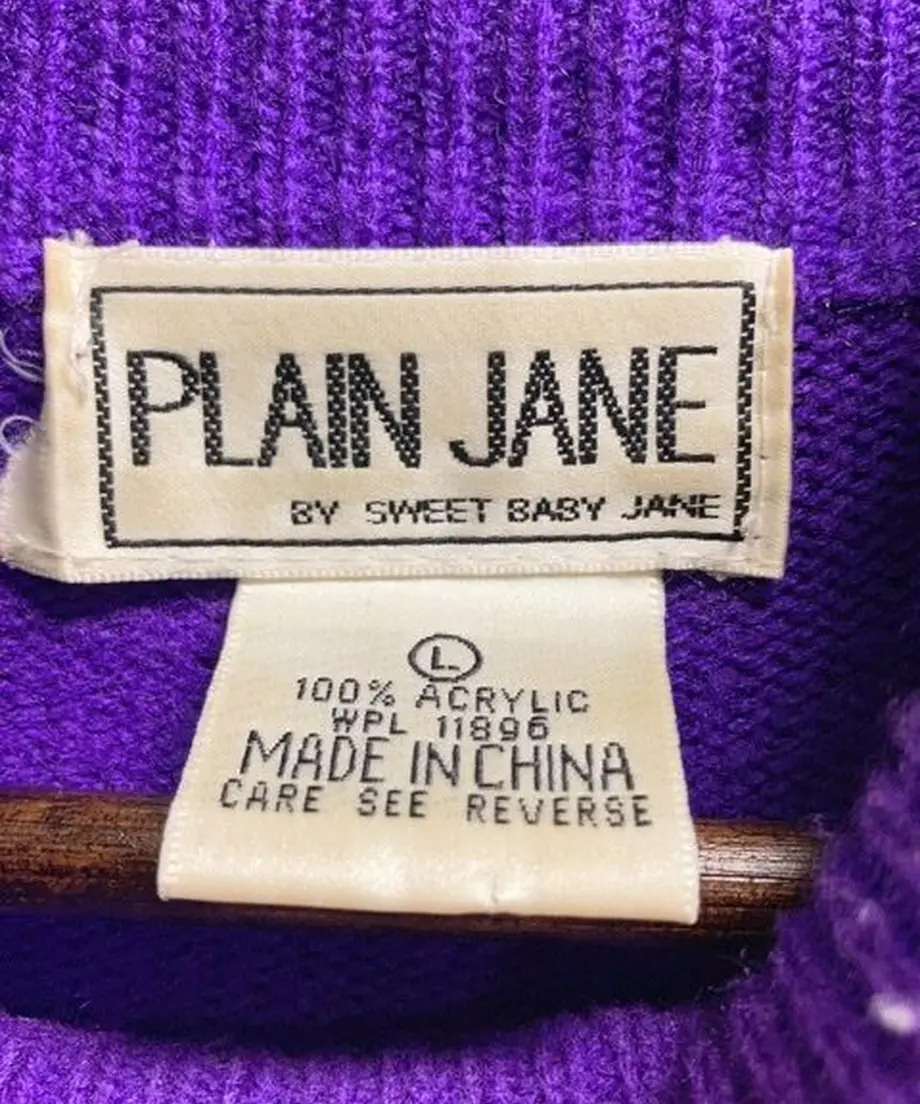 PLAIN JANE
BY SWEET BABY JANE
L
100% ACRYLIC
WPL 11896
MADE IN CHINA
CARE SEE REVERSE